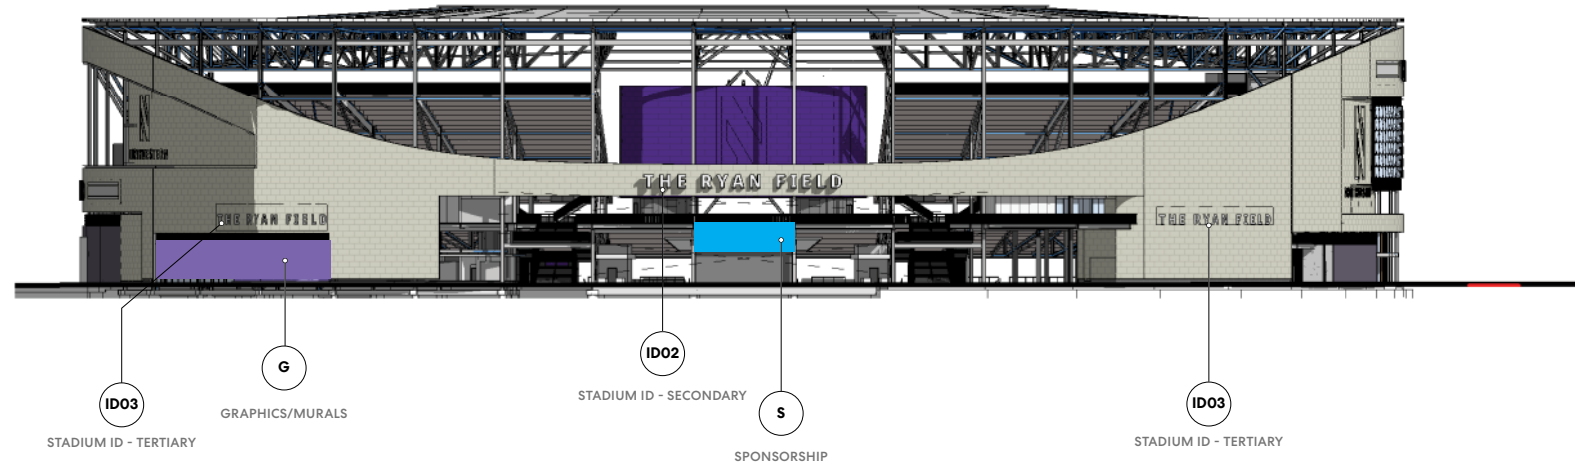 THE RYAN FIELD
THE RYAN FIELD
THE RYAN FIELD
ID02
G
ID03
S
ID03
STADIUM ID - SECONDARY
GRAPHICS/MURALS
STADIUM ID - TERTIARY
STADIUM ID - TERTIARY
SPONSORSHIP